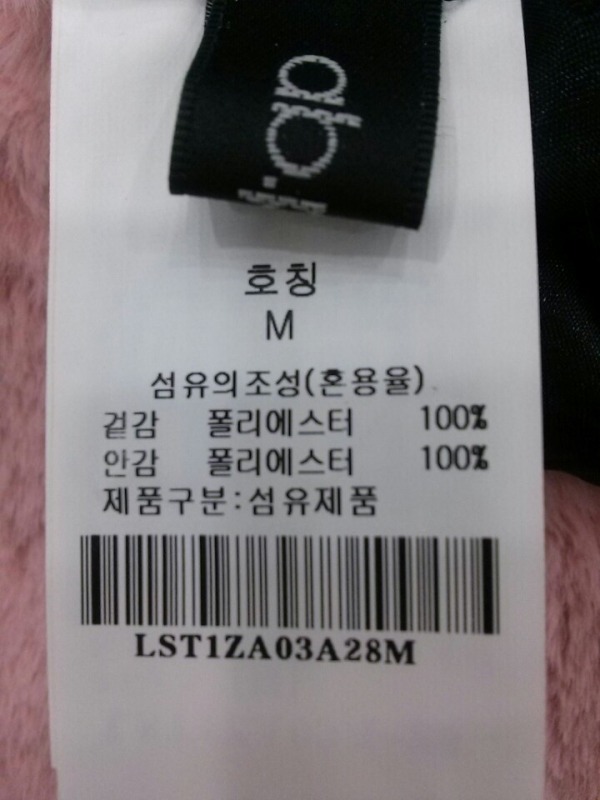 호칭
M
섬유의조성(혼용율)
겉감 폴리에스터 100%
안감 폴리에스터 100%
제품구분:섬유제품
LST1ZA03A28M